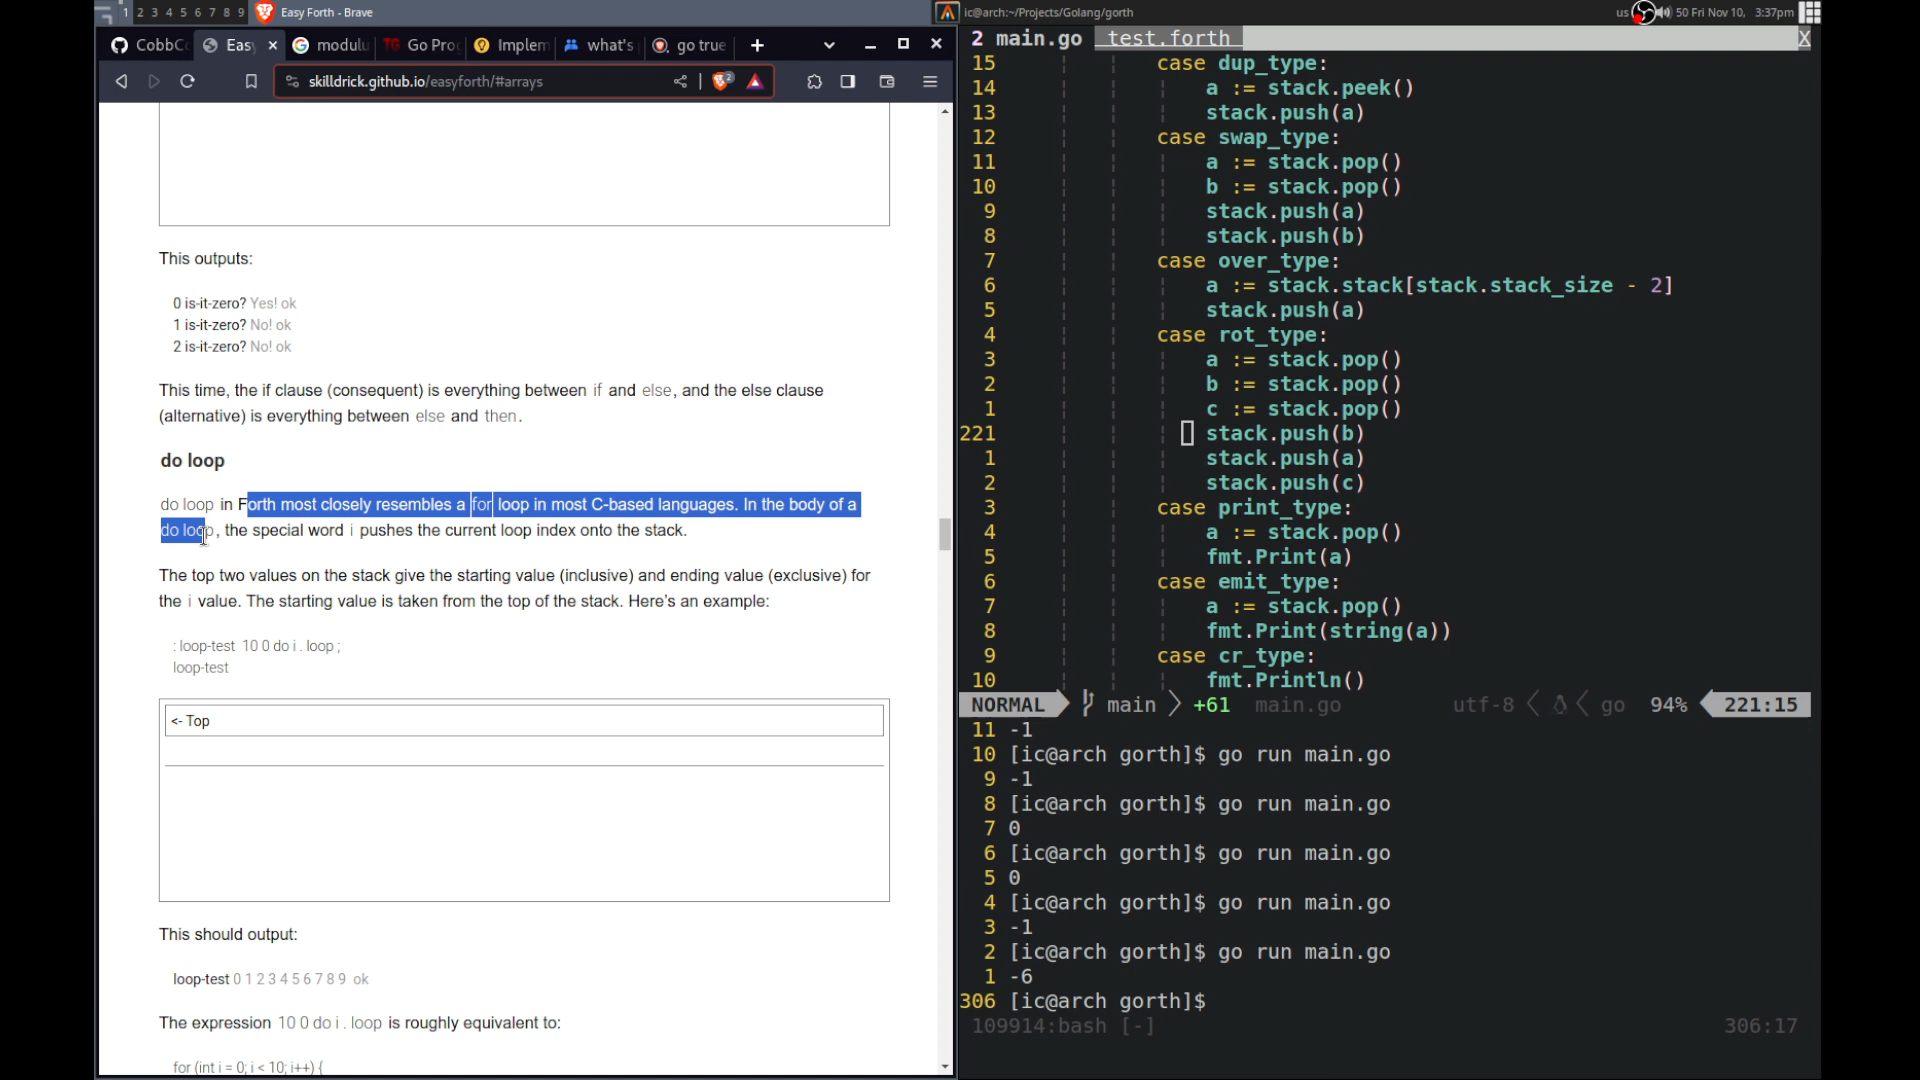 1 2 3 4 5 6 7 8 9 Easy Forth - Brave
CobbC Eas modulu Go Prog Implem what's go true
skilldrick.github.io/easyforth/#arrays
This outputs:
0 is-it-zero? Yes! ok
1 is-it-zero? No! ok
2 is-it-zero? No! ok
This time, the if clause (consequent) is everything between if and else, and the else clause
(alternative) is everything between else and then.
do loop
do loop in Forth most closely resembles a for loop in most C-based languages. In the body of a
do loop, the special word i pushes the current loop index onto the stack.
The top two values on the stack give the starting value (inclusive) and ending value (exclusive) for
the i value. The starting value is taken from the top of the stack. Here's an example:
: loop-test 10 0 do i . loop ;
loop-test
<- Top
This should output:
loop-test 0 1 2 3 4 5 6 7 8 9 ok
The expression 10 0 do i . loop is roughly equivalent to:
for (int i = 0; i < 10; i++) {
ic@arch:~/Projects/Golang/gorth us 50 Fri Nov 10, 3:37pm
2 main.go test.forth X
15 case dup_type:
14 a := stack.peek()
13 stack.push(a)
12 case swap_type:
11 a := stack.pop()
10 b := stack.pop()
9 stack.push(a)
8 stack.push(b)
7 case over_type:
6 a := stack.stack[stack.stack_size - 2]
5 stack.push(a)
4 case rot_type:
3 a := stack.pop()
2 b := stack.pop()
1 c := stack.pop()
221 stack.push(b)
1 stack.push(a)
2 stack.push(c)
3 case print_type:
4 a := stack.pop()
5 fmt.Print(a)
6 case emit_type:
7 a := stack.pop()
8 fmt.Print(string(a))
9 case cr_type:
10 fmt.Println()
NORMAL main +61 main.go utf-8 go 94% 221:15
11 -1
10 [ic@arch gorth]$ go run main.go
9 -1
8 [ic@arch gorth]$ go run main.go
7 0
6 [ic@arch gorth]$ go run main.go
5 0
4 [ic@arch gorth]$ go run main.go
3 -1
2 [ic@arch gorth]$ go run main.go
1 -6
306 [ic@arch gorth]$
109914:bash [-] 306:17